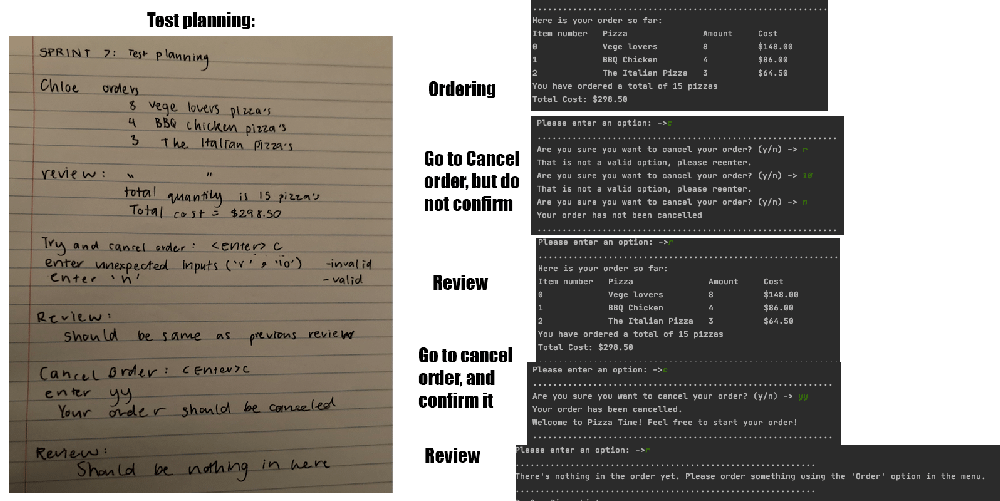 Test planning:
SPRINT 7: Test planning
Chloe orders
8 vege lovers pizza's
4 BBQ chicken pizza's
3 The Italian pizza's
review: " "
total quantity is 15 pizza's
Total cost = $298.50
Try and cancel order: <enter> c
enter unexpected inputs ('r' & '10') -invalid
enter 'n' -valid
Review:
should be same as previous review
Cancel order: <enter>c
enter yy
Your order should be canceled
Review:
Should be nothing in here
Ordering
Here is your order so far:
Item number Pizza Amount Cost
0 Vege lovers 8 $148.00
1 BBQ Chicken 4 $86.00
2 The Italian Pizza 3 $64.50
You have ordered a total of 15 pizzas
Total Cost: $298.50
Go to Cancel
order, but do
not confirm
Please enter an option: ->c
Are you sure you want to cancel your order? (y/n) -> r
That is not a valid option, please reenter.
Are you sure you want to cancel your order? (y/n) -> 10
That is not a valid option, please reenter.
Are you sure you want to cancel your order? (y/n) -> n
Your order has not been cancelled
Review
Please enter an option: ->r
Here is your order so far:
Item number Pizza Amount Cost
0 Vege lovers 8 $148.00
1 BBQ Chicken 4 $86.00
2 The Italian Pizza 3 $64.50
You have ordered a total of 15 pizzas
Total Cost: $298.50
Go to cancel
order, and
confirm it
Please enter an option: ->c
Are you sure you want to cancel your order? (y/n) -> yy
Your order has been cancelled.
Welcome to Pizza Time! Feel free to start your order!
Review
Please enter an option: ->r
There's nothing in the order yet. Please order something using the 'Order' option in the menu.